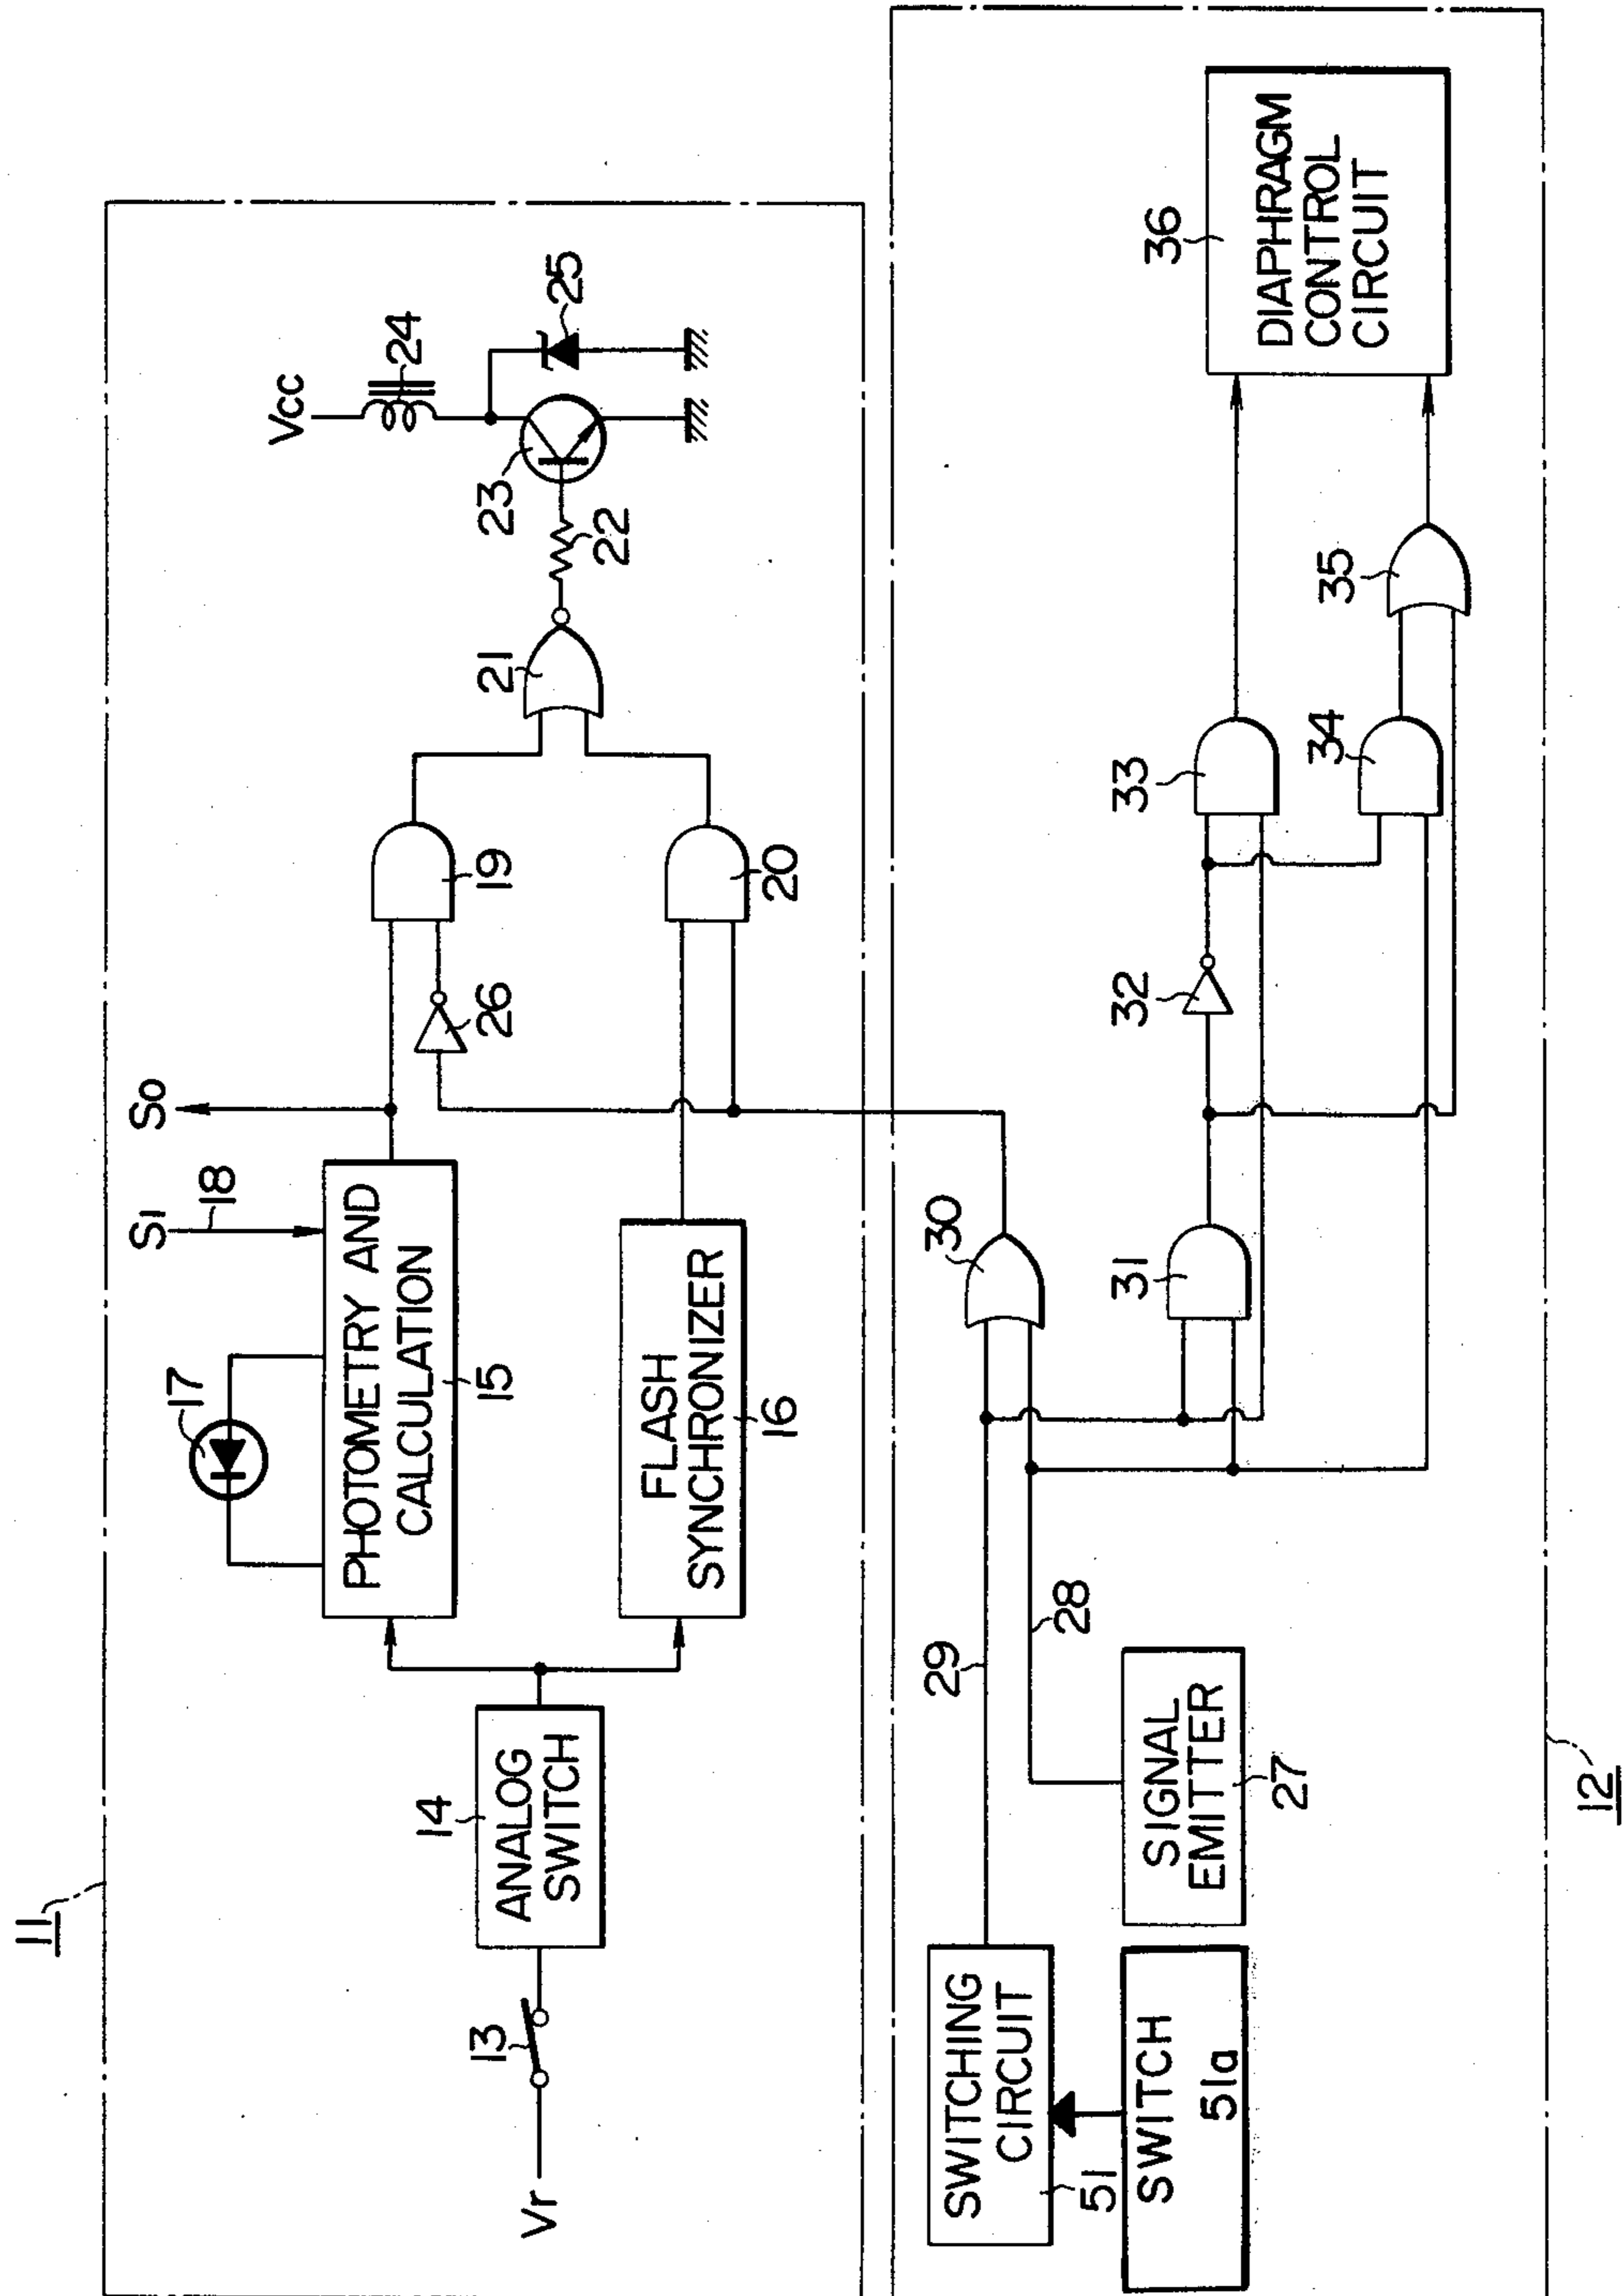 11
Vr
13
14
ANALOG
SWITCH
17
PHOTOMETRY AND
CALCULATION
15
S1
18
S0
FLASH
SYNCHRONIZER
16
26
19
20
21
22
23
Vcc
24
25
12
SWITCHING
CIRCUIT
51
SWITCH
51a
29
28
SIGNAL
EMITTER
27
30
31
32
33
34
35
36
DIAPHRAGM
CONTROL
CIRCUIT